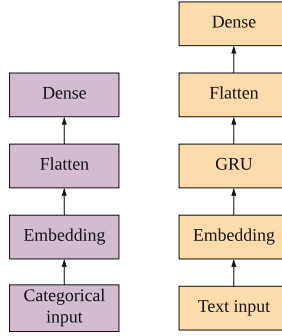 Dense
Flatten
Embedding
Categorical
input
Dense
Flatten
GRU
Embedding
Text input